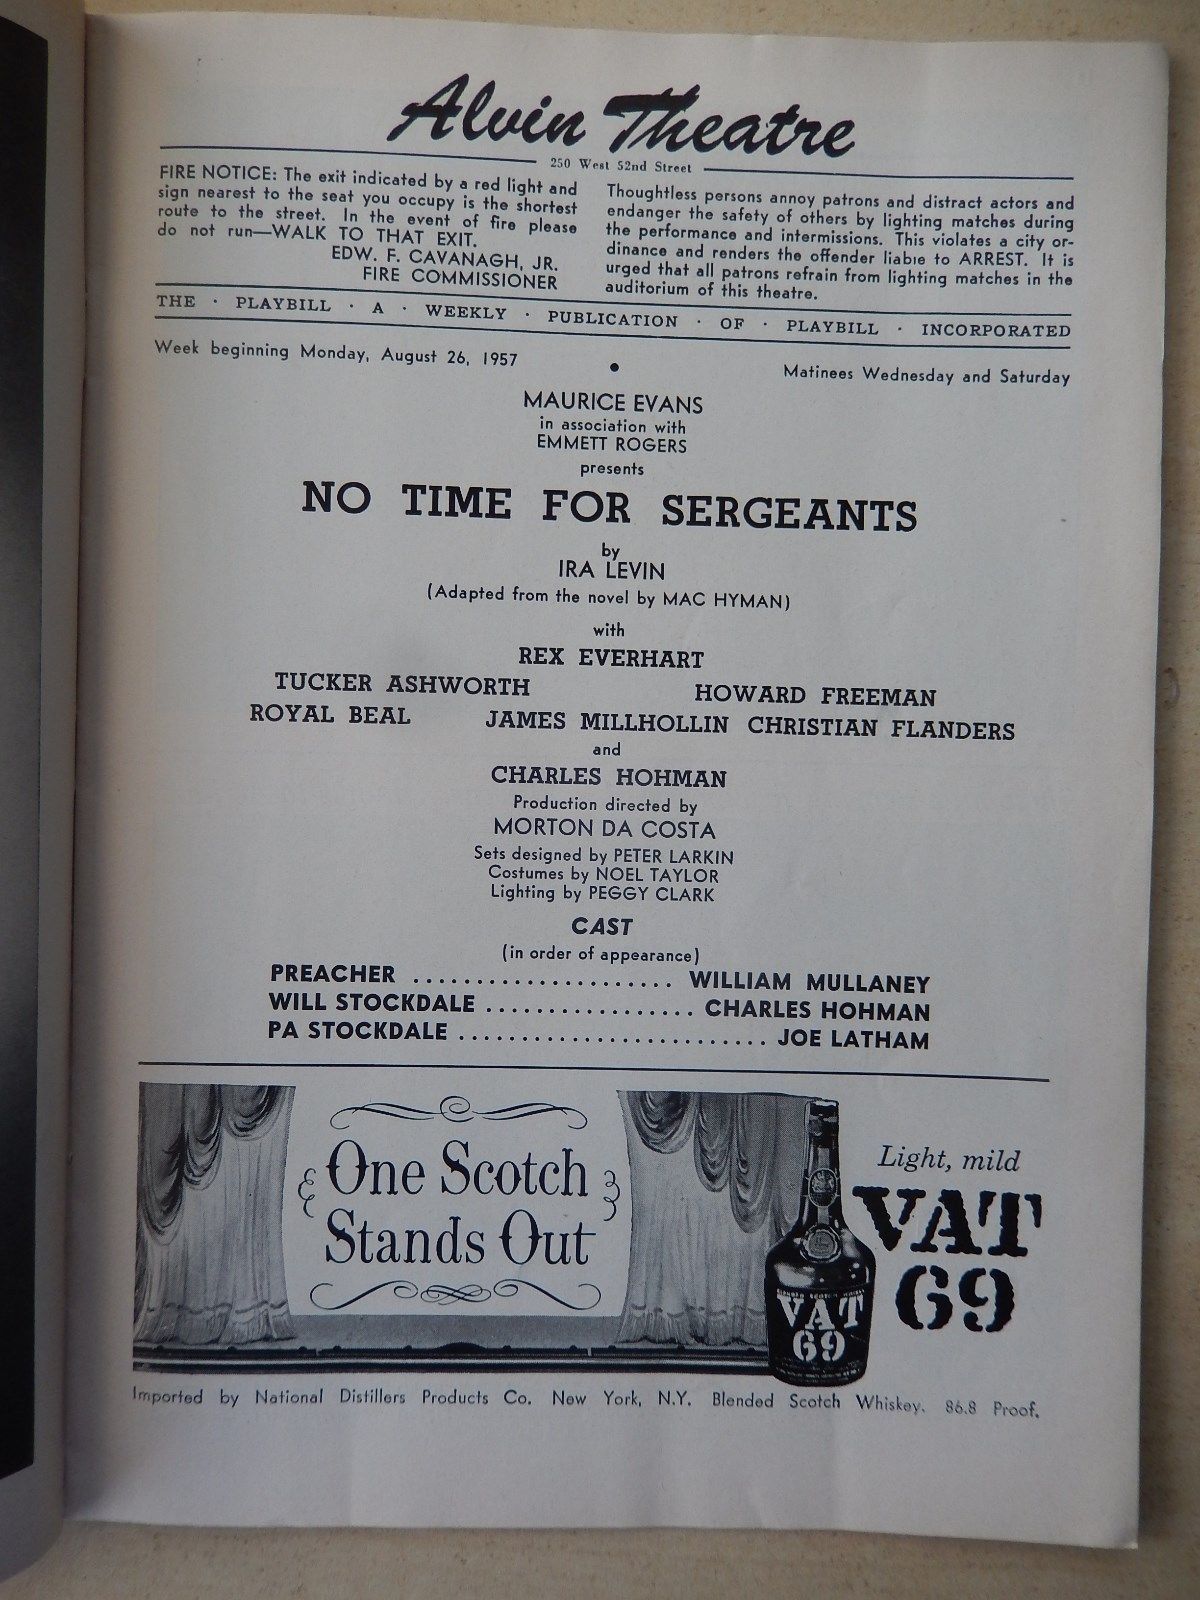 Alvin Theatre
250 West 52nd Street
FIRE NOTICE: The exit indicated by a red light and
sign nearest to the seat you occupy is the shortest
route to the street. In the event of fire please
do not run—WALK TO THAT EXIT.
EDW. F. CAVANAGH, JR.
FIRE COMMISSIONER
Thoughtless persons annoy patrons and distract actors and
endanger the safety of others by lighting matches during
the performance and intermissions. This violates a city or-
dinance and renders the offender liable to ARREST. It is
urged that all patrons refrain from lighting matches in the
auditorium of this theatre.
THE · PLAYBILL · A · WEEKLY · PUBLICATION · OF · PLAYBILL · INCORPORATED
Week beginning Monday, August 26, 1957 • Matinees Wednesday and Saturday
MAURICE EVANS
in association with
EMMETT ROGERS
presents
NO TIME FOR SERGEANTS
by
IRA LEVIN
(Adapted from the novel by MAC HYMAN)
with
REX EVERHART
TUCKER ASHWORTH HOWARD FREEMAN
ROYAL BEAL JAMES MILLHOLLIN CHRISTIAN FLANDERS
and
CHARLES HOHMAN
Production directed by
MORTON DA COSTA
Sets designed by PETER LARKIN
Costumes by NOEL TAYLOR
Lighting by PEGGY CLARK
CAST
(in order of appearance)
PREACHER ..................... WILLIAM MULLANEY
WILL STOCKDALE ................. CHARLES HOHMAN
PA STOCKDALE ......................... JOE LATHAM
One Scotch
Stands Out
Light, mild
VAT
69
BLENDED SCOTCH WHISKY
VAT
69
Imported by National Distillers Products Co. New York, N.Y. Blended Scotch Whiskey. 86.8 Proof.